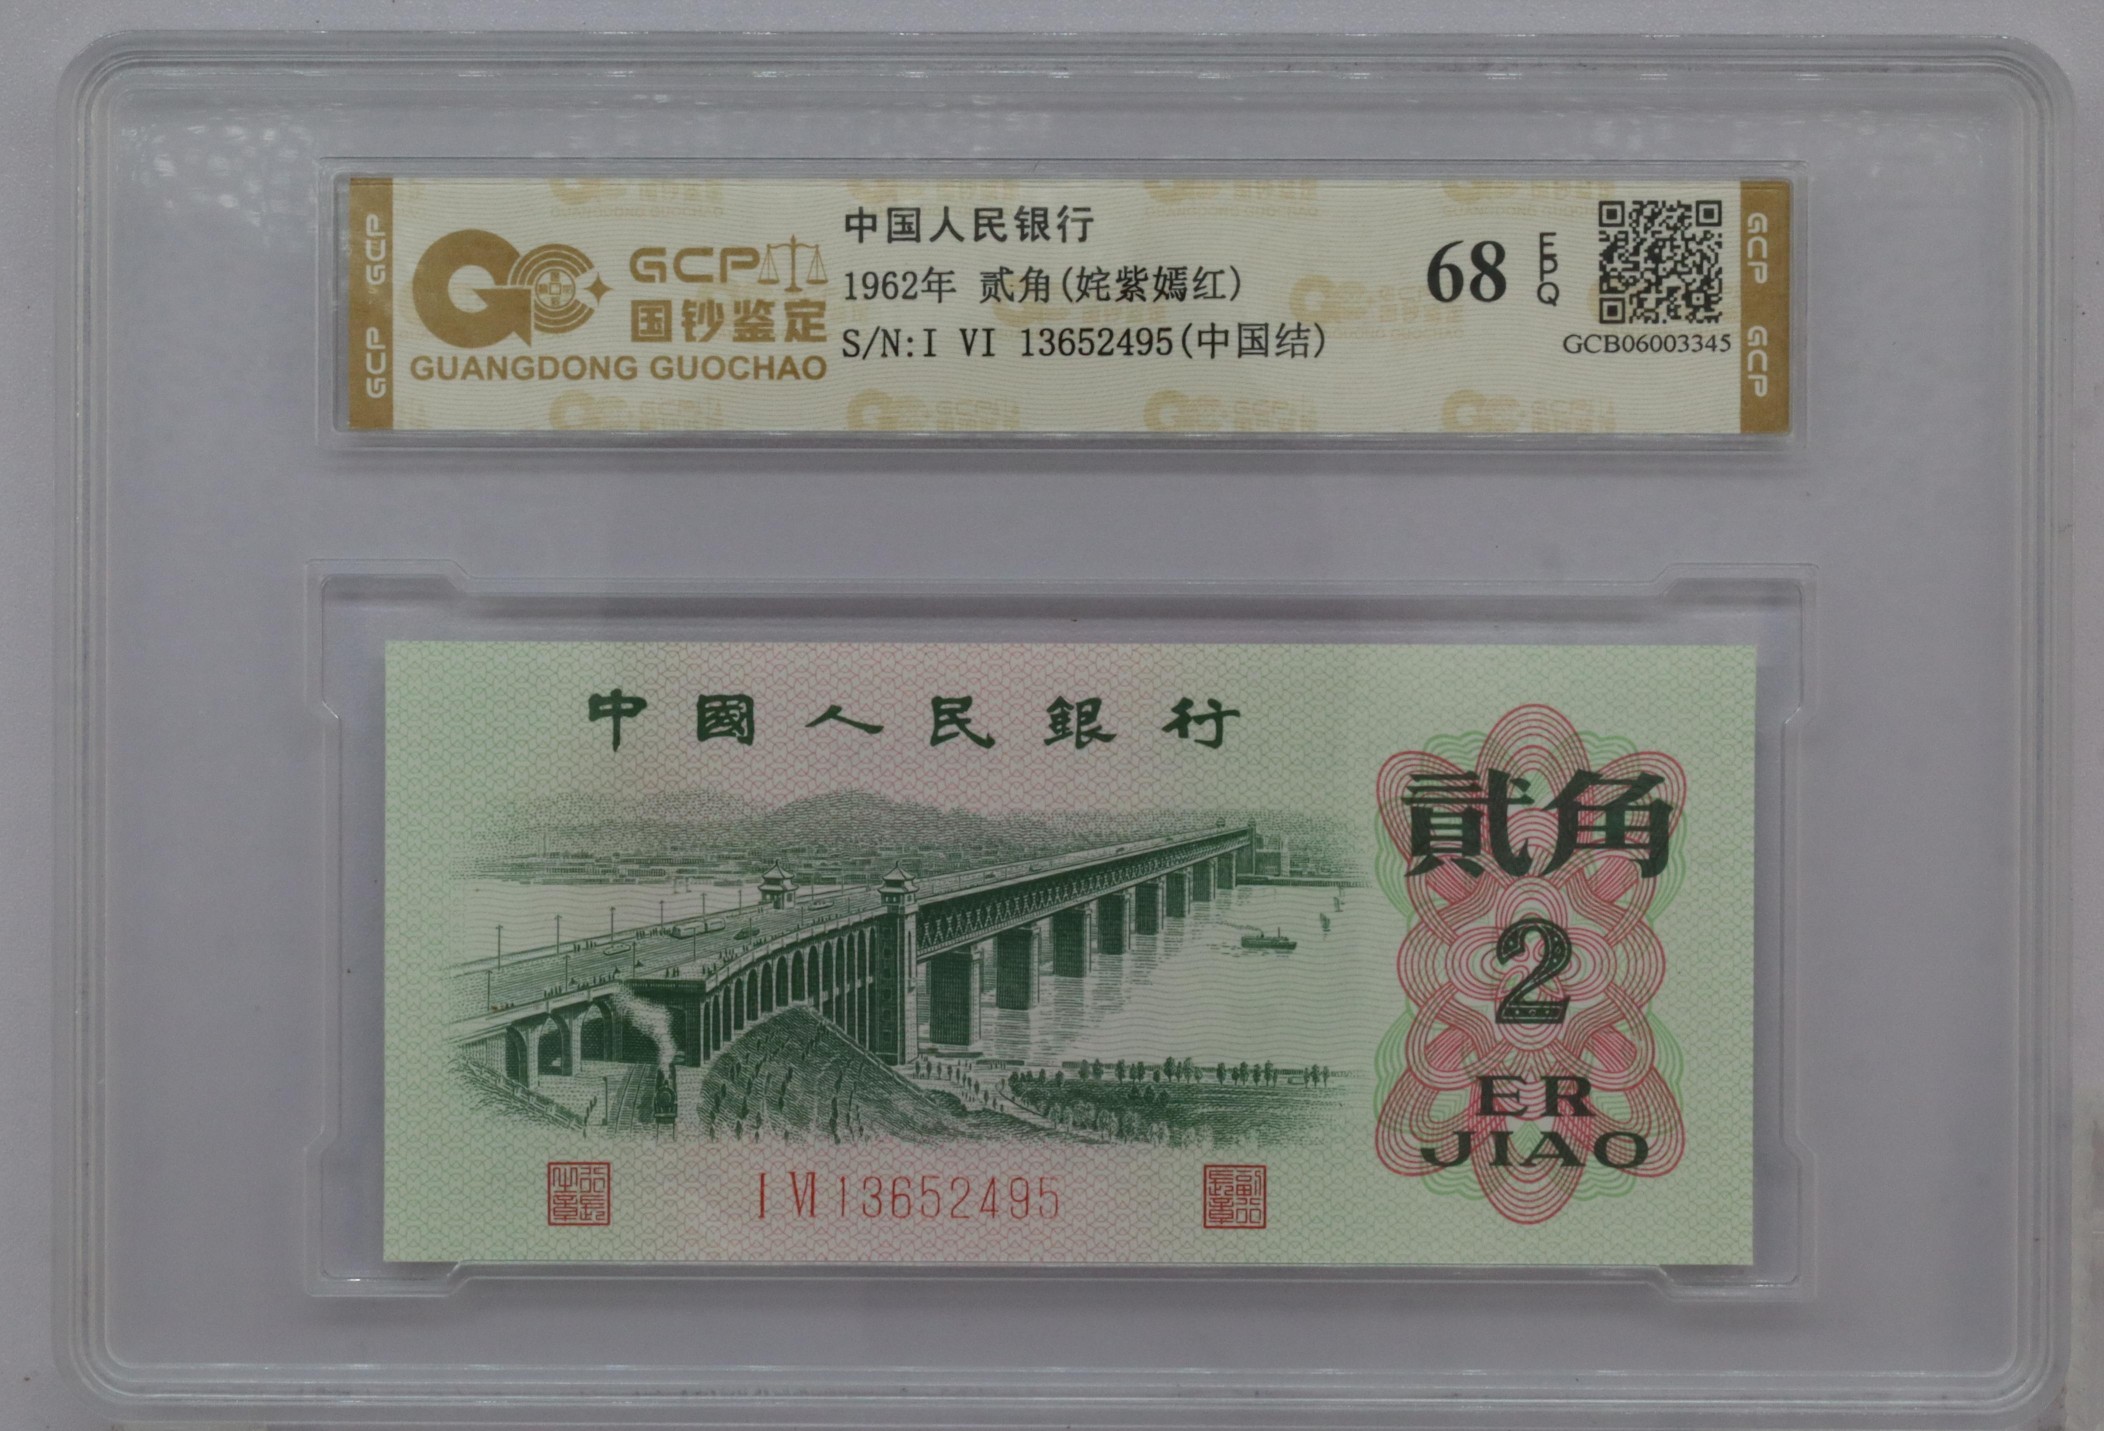 GCP
GCP
GCP
国钞鉴定
GUANGDONG GUOCHAO
中国人民银行
1962年 贰角(姹紫嫣红)
S/N:I VI 13652495(中国结)
68
EPQ
GCB06003345
GCP
GCP
中國人民銀行
貳角
2
ER
JIAO
I VI 13652495